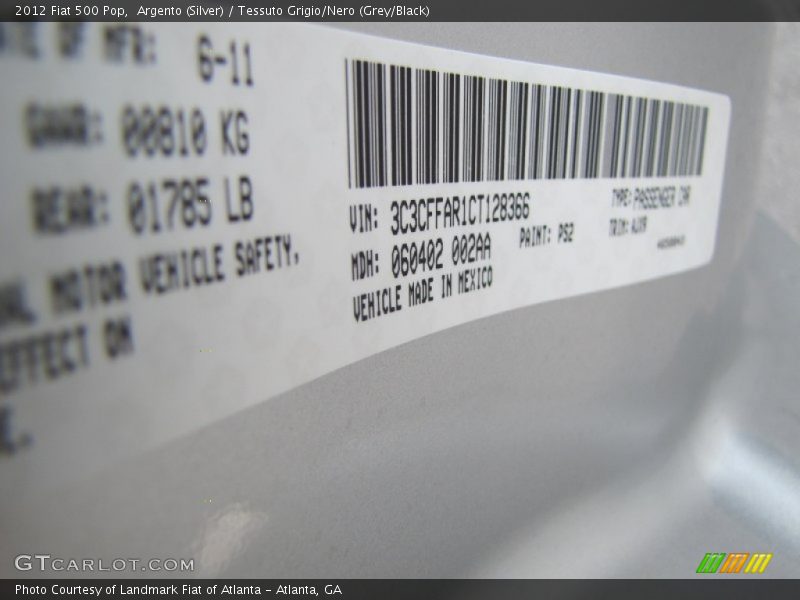 2012 Fiat 500 Pop, Argento (Silver) / Tessuto Grigio/Nero (Grey/Black)
OF MFR: 6-11
GAWR: 00810 KG
REAR: 01785 LB
MOTOR VEHICLE SAFETY,
EFFECT ON
VIN: 3C3CFFAR1CT128366
MDH: 060402 002AA
VEHICLE MADE IN MEXICO
PAINT: PS2
TYPE: PASSENGER CAR
TRIM:
GTCARLOT.COM
Photo Courtesy of Landmark Fiat of Atlanta - Atlanta, GA